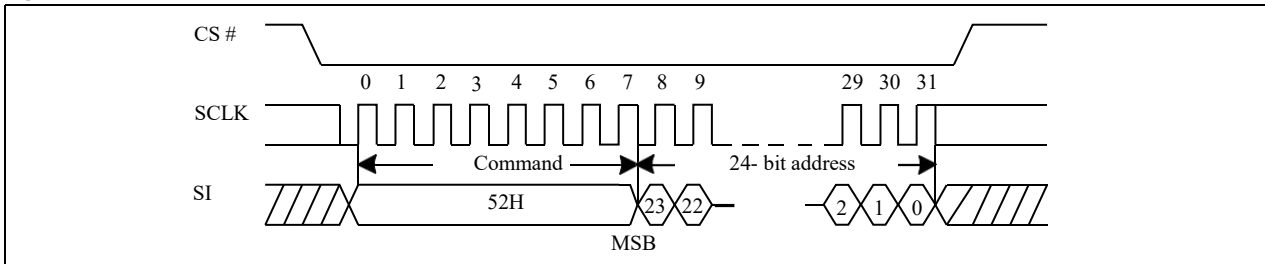 CS #
0 1 2 3 4 5 6 7 8 9 29 30 31
SCLK
Command 24- bit address
SI 52H 23 22 2 1 0
MSB